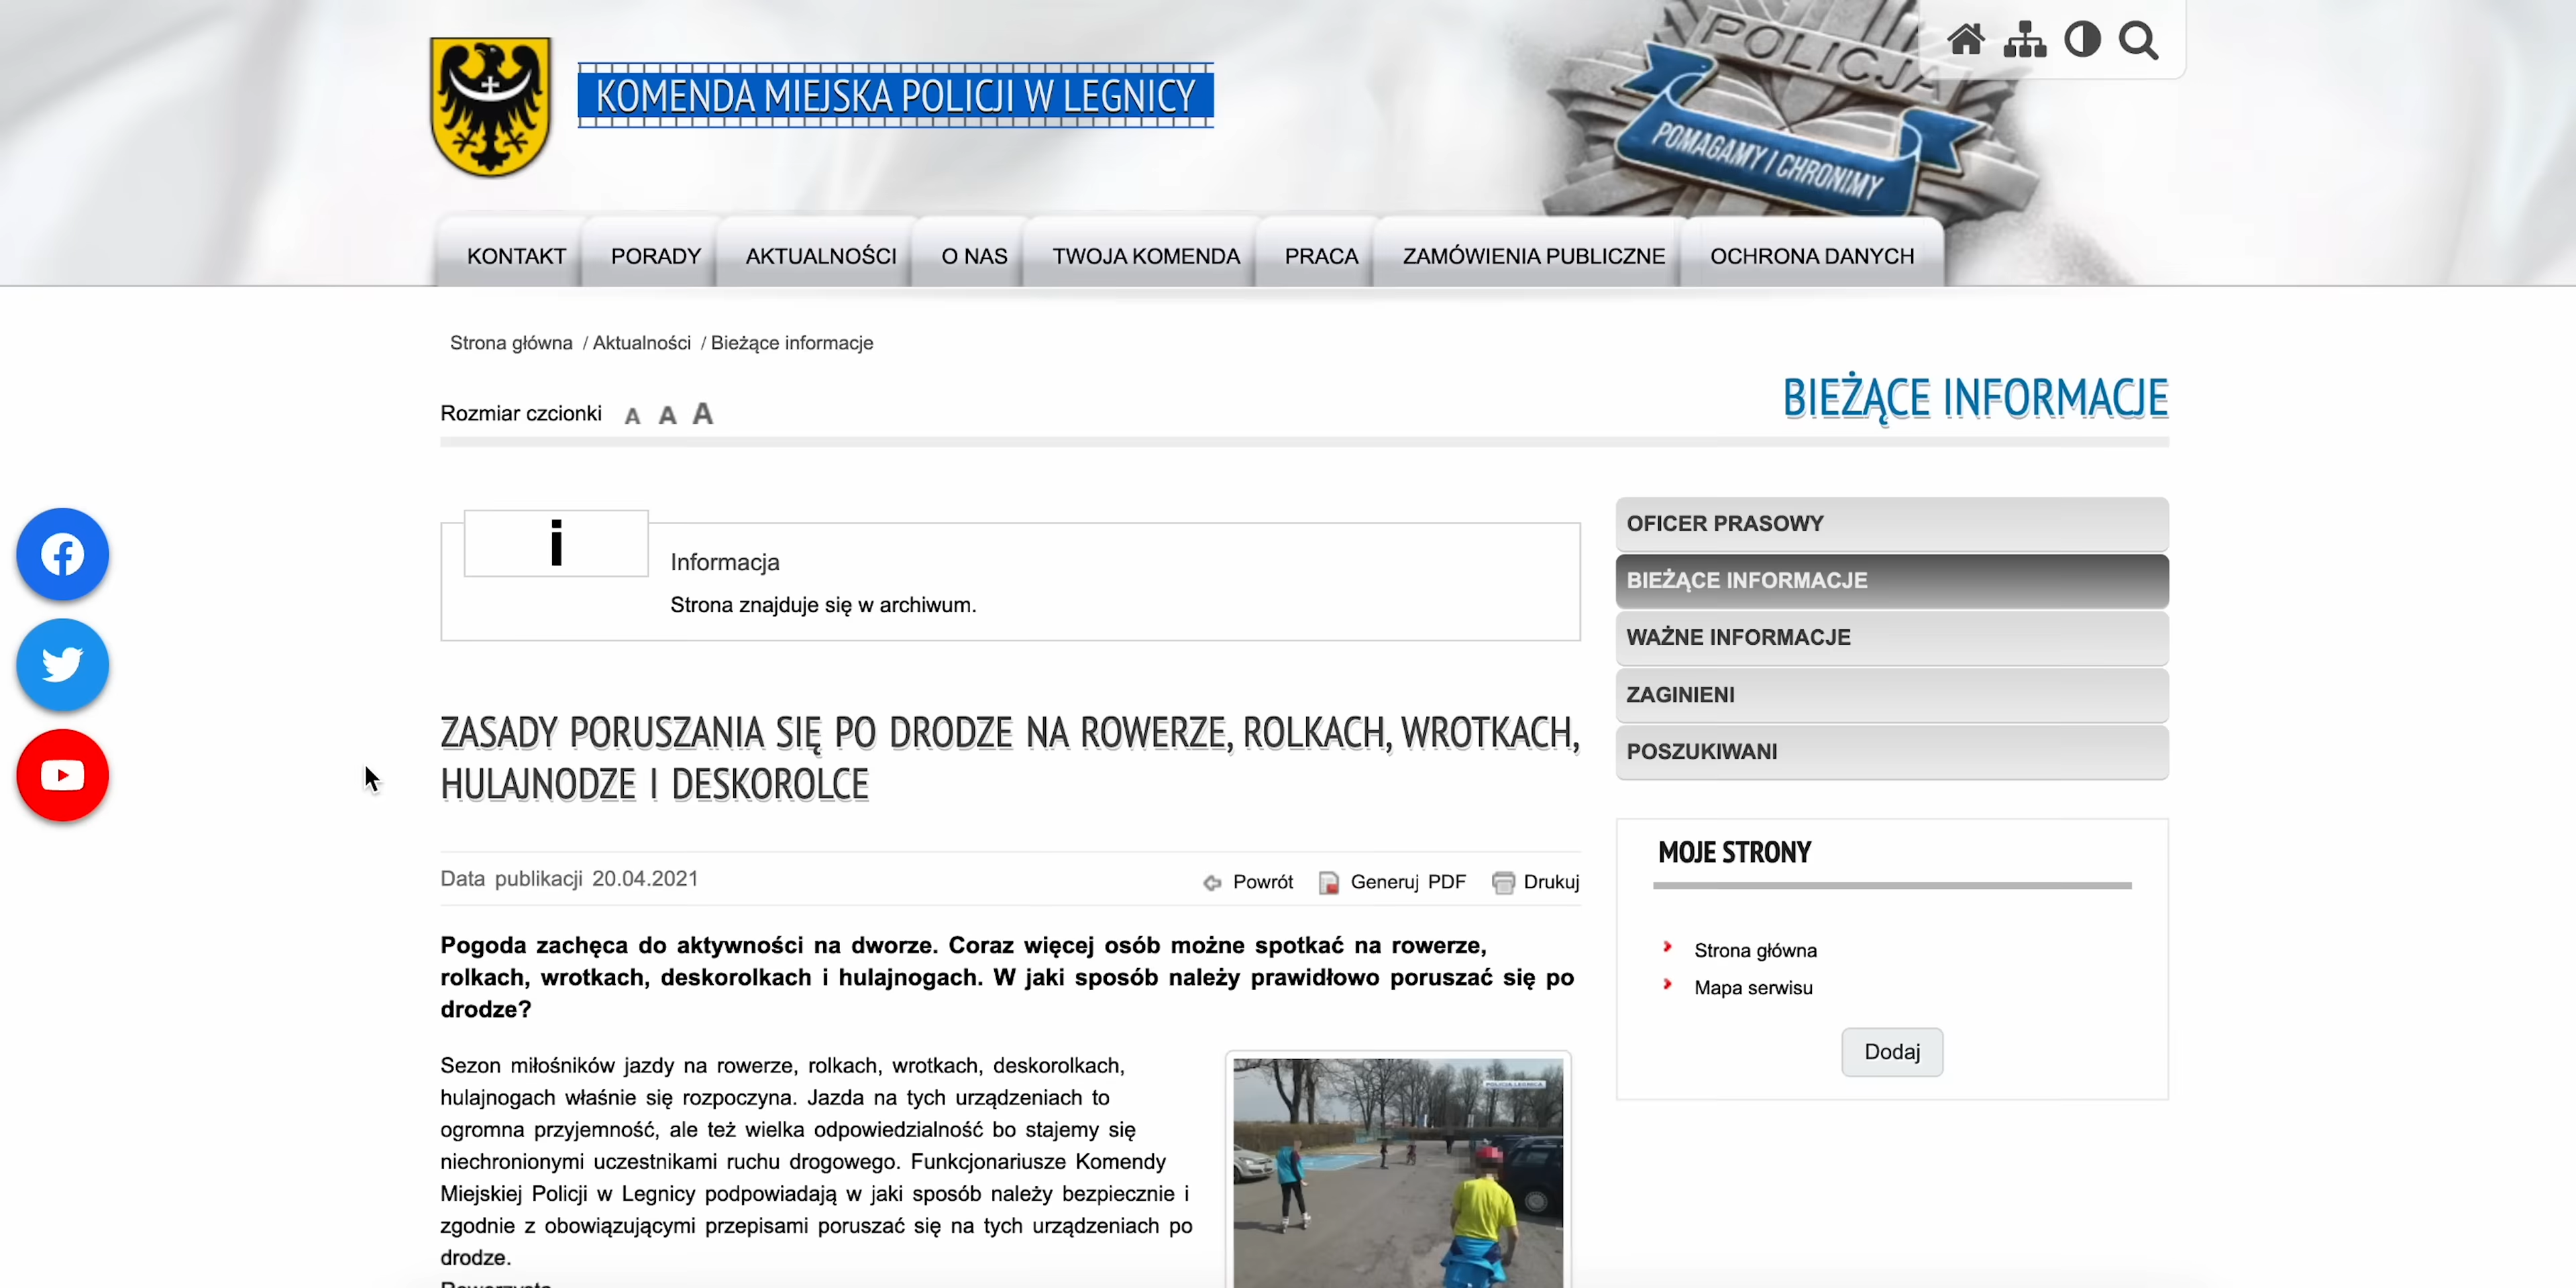 KOMENDA MIEJSKA POLICJI W LEGNICY
POLICJA
POMAGAMY I CHRONIMY
KONTAKT PORADY AKTUALNOŚCI O NAS TWOJA KOMENDA PRACA ZAMÓWIENIA PUBLICZNE OCHRONA DANYCH
Strona główna / Aktualności / Bieżące informacje
BIEŻĄCE INFORMACJE
Rozmiar czcionki A A A
i
Informacja
Strona znajduje się w archiwum.
ZASADY PORUSZANIA SIĘ PO DRODZE NA ROWERZE, ROLKACH, WROTKACH,
HULAJNODZE I DESKOROLCE
Data publikacji 20.04.2021
Powrót Generuj PDF Drukuj
Pogoda zachęca do aktywności na dworze. Coraz więcej osób możne spotkać na rowerze,
rolkach, wrotkach, deskorolkach i hulajnogach. W jaki sposób należy prawidłowo poruszać się po
drodze?
Sezon miłośników jazdy na rowerze, rolkach, wrotkach, deskorolkach,
hulajnogach właśnie się rozpoczyna. Jazda na tych urządzeniach to
ogromna przyjemność, ale też wielka odpowiedzialność bo stajemy się
niechronionymi uczestnikami ruchu drogowego. Funkcjonariusze Komendy
Miejskiej Policji w Legnicy podpowiadają w jaki sposób należy bezpiecznie i
zgodnie z obowiązującymi przepisami poruszać się na tych urządzeniach po
drodze.
POLICJA LEGNICA
OFICER PRASOWY
BIEŻĄCE INFORMACJE
WAŻNE INFORMACJE
ZAGINIENI
POSZUKIWANI
MOJE STRONY
Strona główna
Mapa serwisu
Dodaj